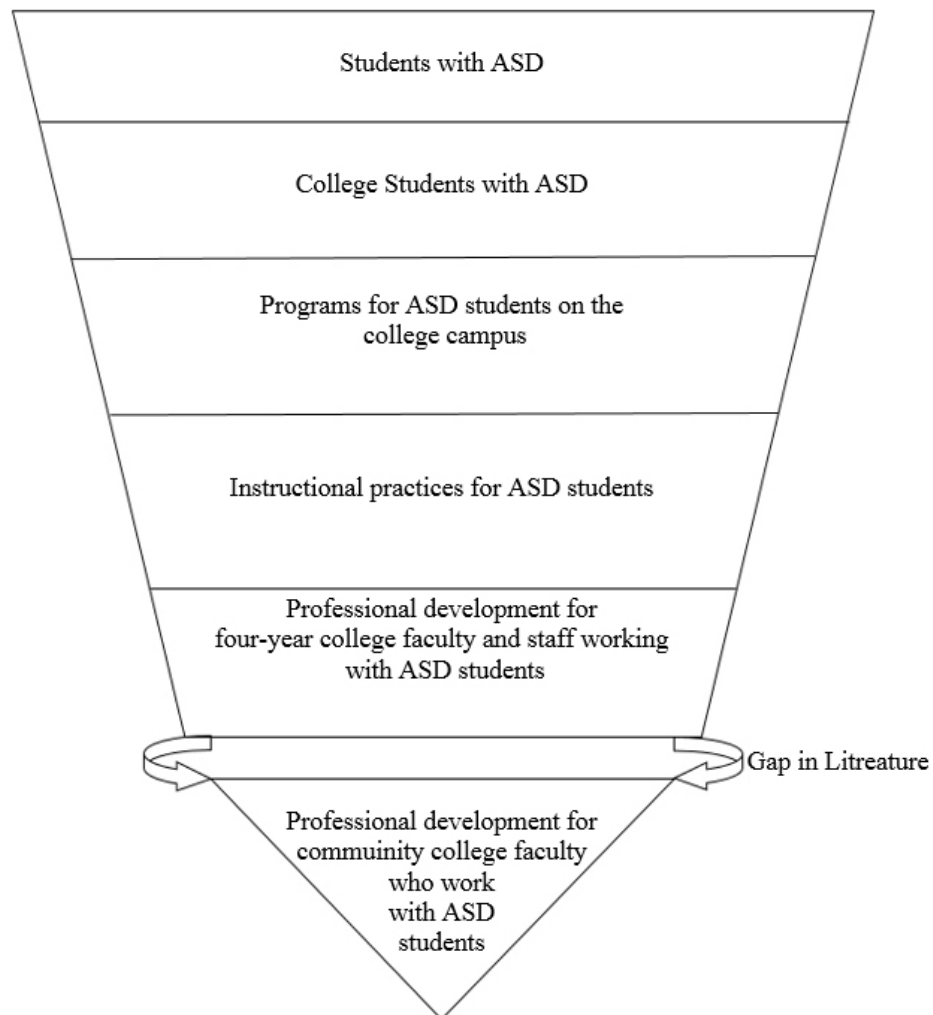 Students with ASD
College Students with ASD
Programs for ASD students on the
college campus
Instructional practices for ASD students
Professional development for
four-year college faculty and staff working
with ASD students
Gap in Litreature
Professional development for
commuinity college faculty
who work
with ASD
students